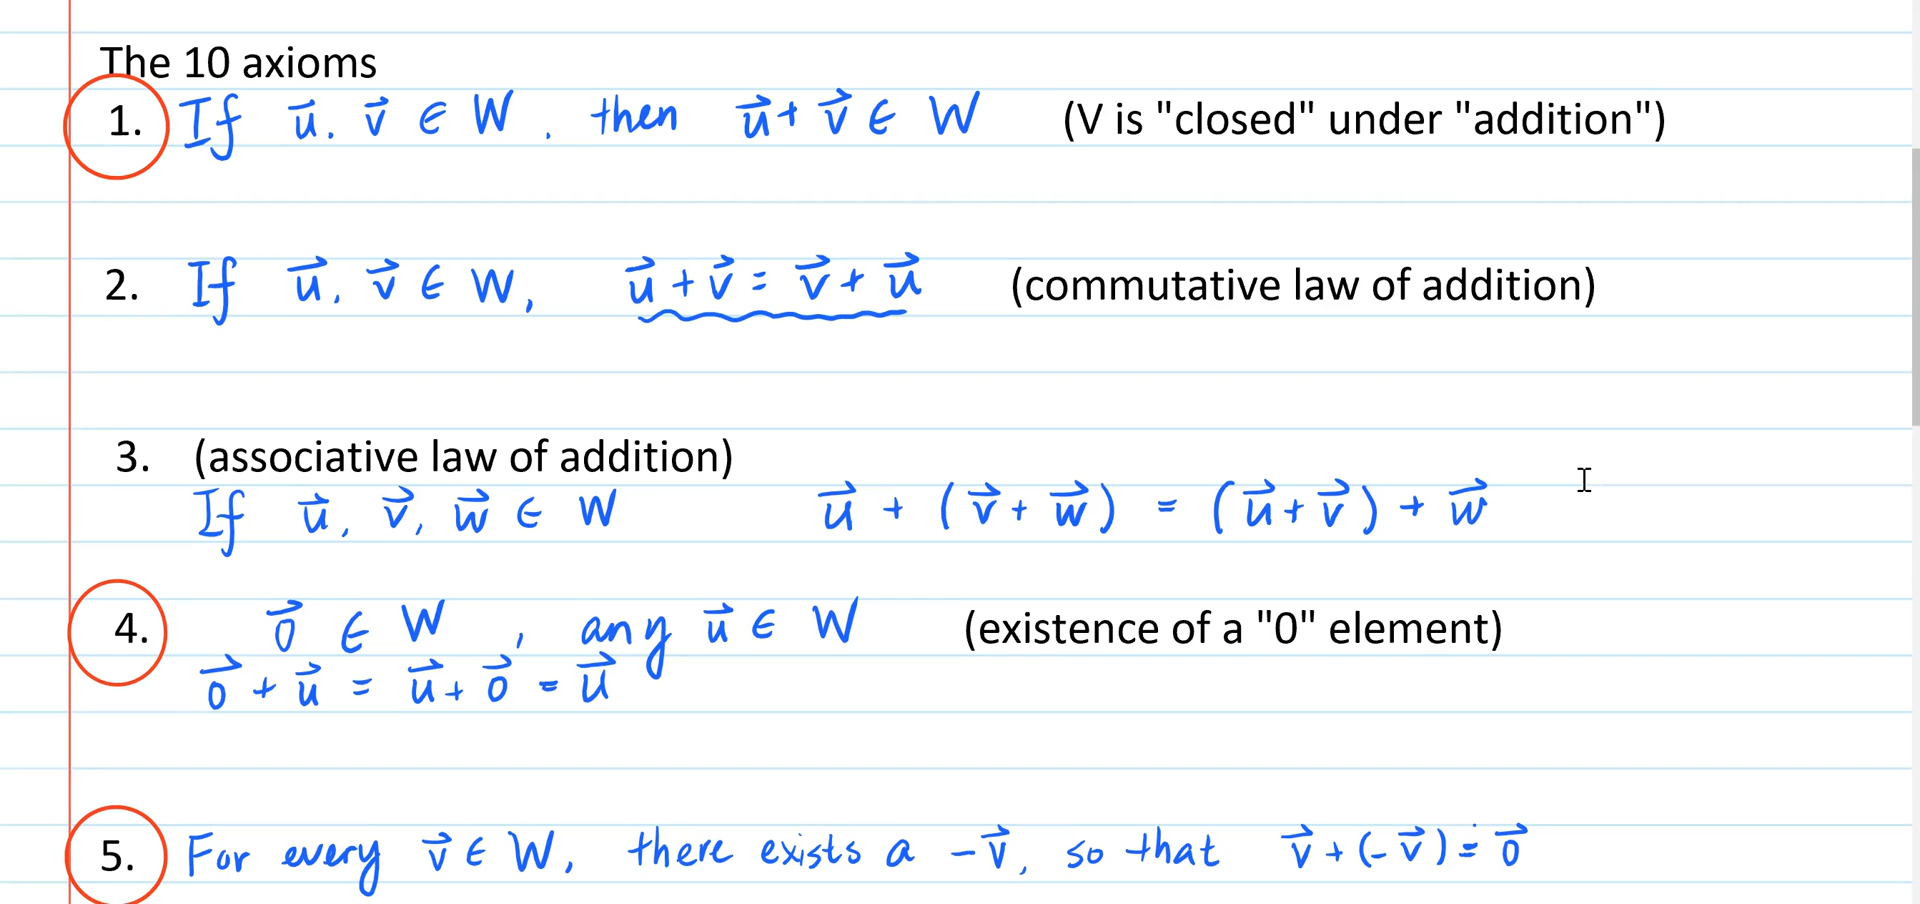 The 10 axioms
1. If u⃗, v⃗ ∈ W, then u⃗ + v⃗ ∈ W (V is "closed" under "addition")
2. If u⃗, v⃗ ∈ W, u⃗ + v⃗ = v⃗ + u⃗ (commutative law of addition)
3. (associative law of addition)
If u⃗, v⃗, w⃗ ∈ W u⃗ + (v⃗ + w⃗) = (u⃗ + v⃗) + w⃗
4. 0⃗ ∈ W, any u⃗ ∈ W (existence of a "0" element)
0⃗ + u⃗ = u⃗ + 0⃗ = u⃗
5. For every v⃗ ∈ W, there exists a -v⃗, so that v⃗ + (-v⃗) = 0⃗